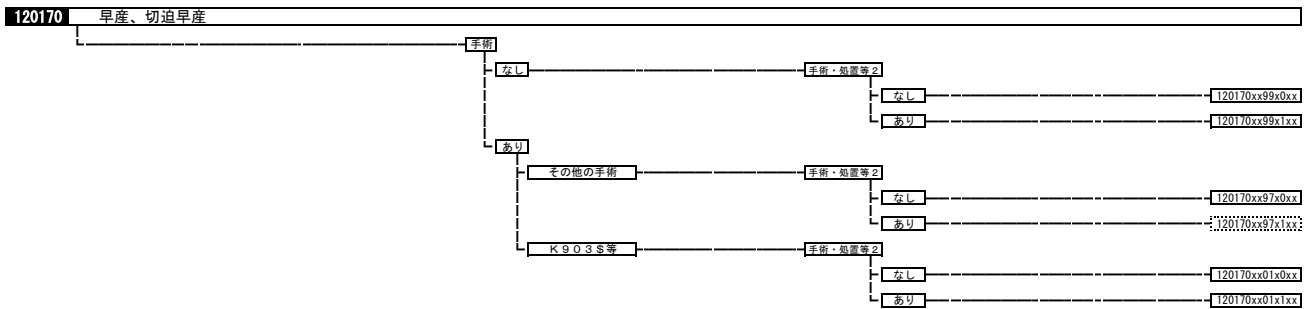 120170 早産、切迫早産
手術
なし 手術・処置等２
なし 120170xx99x0xx
あり 120170xx99x1xx
あり
その他の手術 手術・処置等２
なし 120170xx97x0xx
あり 120170xx97x1xx
Ｋ９０３＄等 手術・処置等２
なし 120170xx01x0xx
あり 120170xx01x1xx